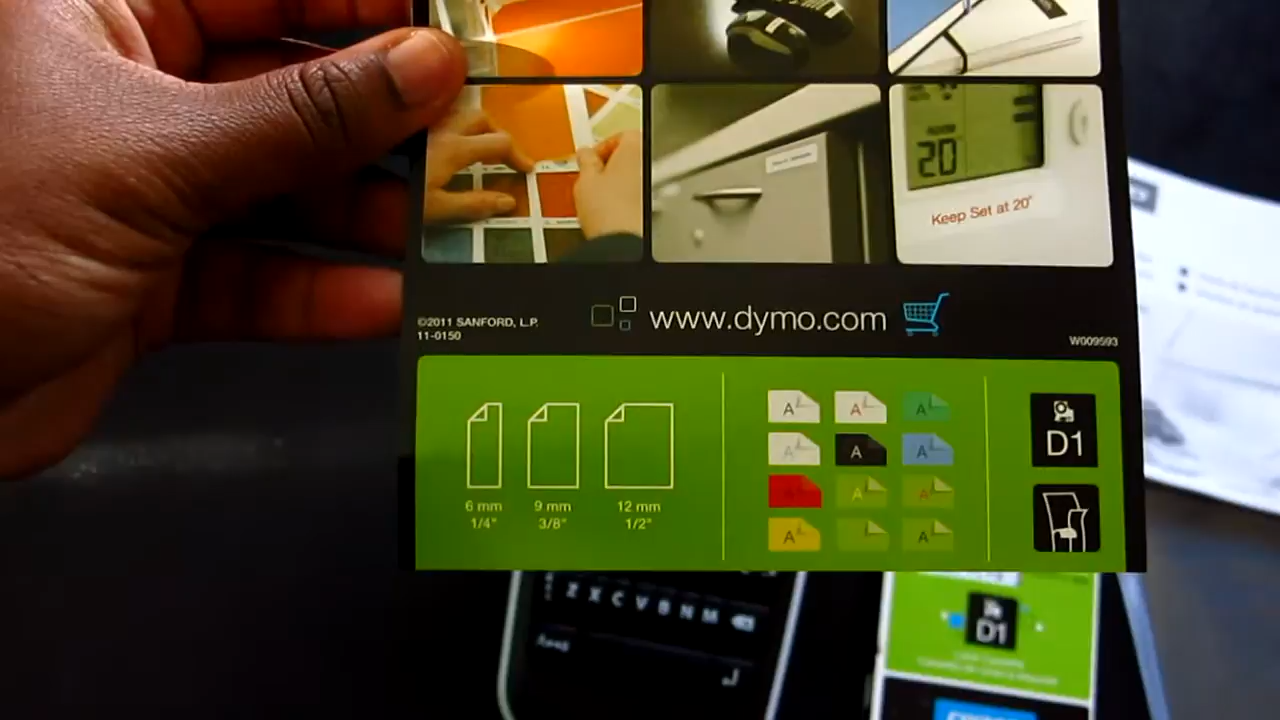 20
Keep Set at 20°
©2011 SANFORD, L.P.
11-0150
www.dymo.com
W009593
6 mm
1/4"
9 mm
3/8"
12 mm
1/2"
A A A
A A A
A A
A A
D1
Z X C V B N M
D1